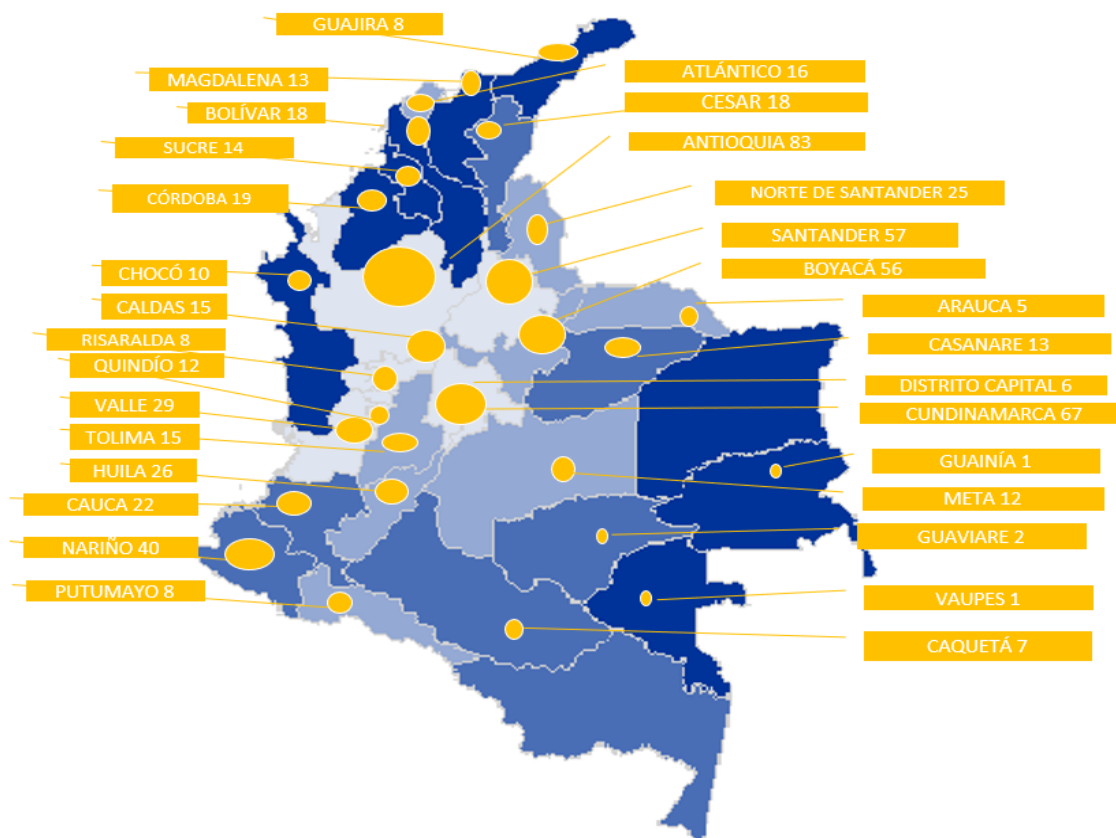 GUAJIRA 8
MAGDALENA 13
BOLÍVAR 18
SUCRE 14
CÓRDOBA 19
CHOCÓ 10
CALDAS 15
RISARALDA 8
QUINDÍO 12
VALLE 29
TOLIMA 15
HUILA 26
CAUCA 22
NARIÑO 40
PUTUMAYO 8
ATLÁNTICO 16
CESAR 18
ANTIOQUIA 83
NORTE DE SANTANDER 25
SANTANDER 57
BOYACÁ 56
ARAUCA 5
CASANARE 13
DISTRITO CAPITAL 6
CUNDINAMARCA 67
GUAINÍA 1
META 12
GUAVIARE 2
VAUPES 1
CAQUETÁ 7